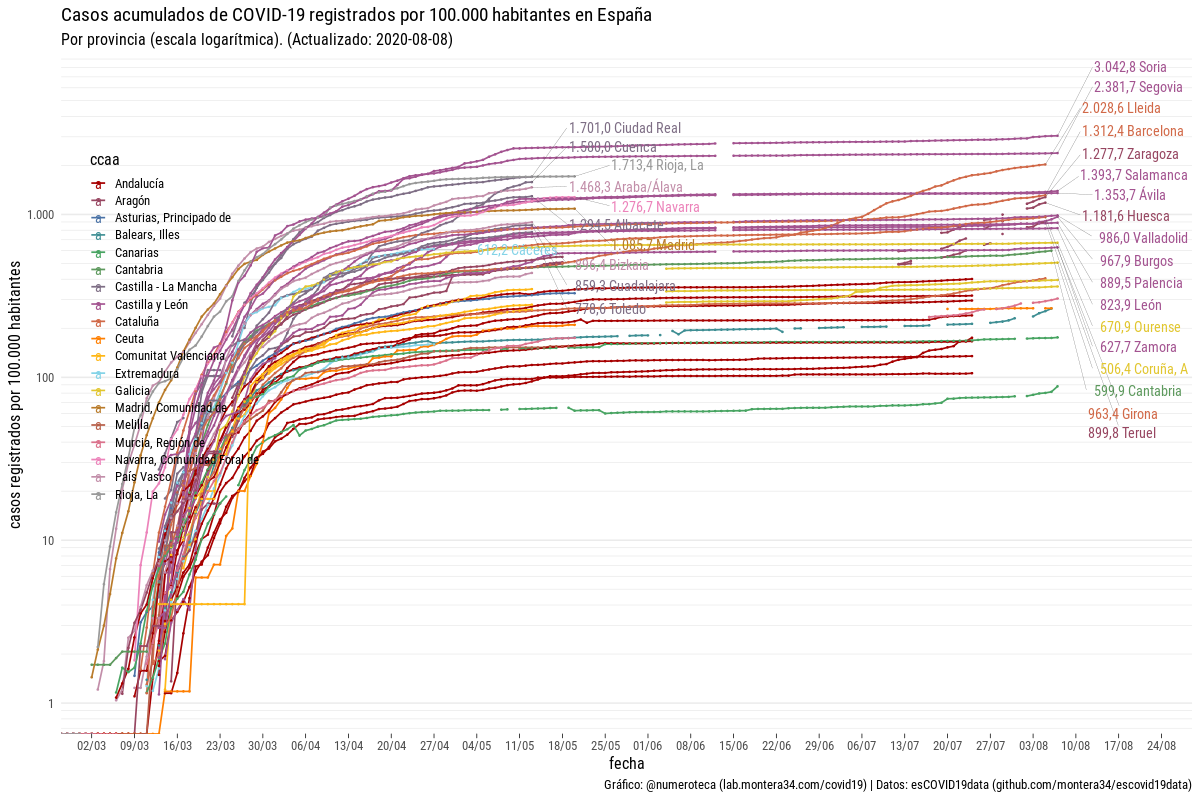 Casos acumulados de COVID-19 registrados por 100.000 habitantes en España
Por provincia (escala logarítmica). (Actualizado: 2020-08-08)
casos registrados por 100.000 habitantes
1.000
100
10
1
ccaa
Andalucía
Aragón
Asturias, Principado de
Balears, Illes
Canarias
Cantabria
Castilla - La Mancha
Castilla y León
Cataluña
Ceuta
Comunitat Valenciana
Extremadura
Galicia
Madrid, Comunidad de
Melilla
Murcia, Región de
Navarra, Comunidad Foral de
País Vasco
Rioja, La
1.701,0 Ciudad Real
1.500,0 Cuenca
1.713,4 Rioja, La
1.468,3 Araba/Álava
1.276,7 Navarra
Albacete
1.085,7 Madrid
612,2 Cáceres
Bizkaia
859,3 Guadalajara
778,6 Toledo
3.042,8 Soria
2.381,7 Segovia
2.028,6 Lleida
1.312,4 Barcelona
1.277,7 Zaragoza
1.393,7 Salamanca
1.353,7 Ávila
1.181,6 Huesca
986,0 Valladolid
967,9 Burgos
889,5 Palencia
823,9 León
670,9 Ourense
627,7 Zamora
506,4 Coruña, A
599,9 Cantabria
963,4 Girona
899,8 Teruel
02/03 09/03 16/03 23/03 30/03 06/04 13/04 20/04 27/04 04/05 11/05 18/05 25/05 01/06 08/06 15/06 22/06 29/06 06/07 13/07 20/07 27/07 03/08 10/08 17/08 24/08
fecha
Gráfico: @numeroteca (lab.montera34.com/covid19) | Datos: esCOVID19data (github.com/montera34/escovid19data)